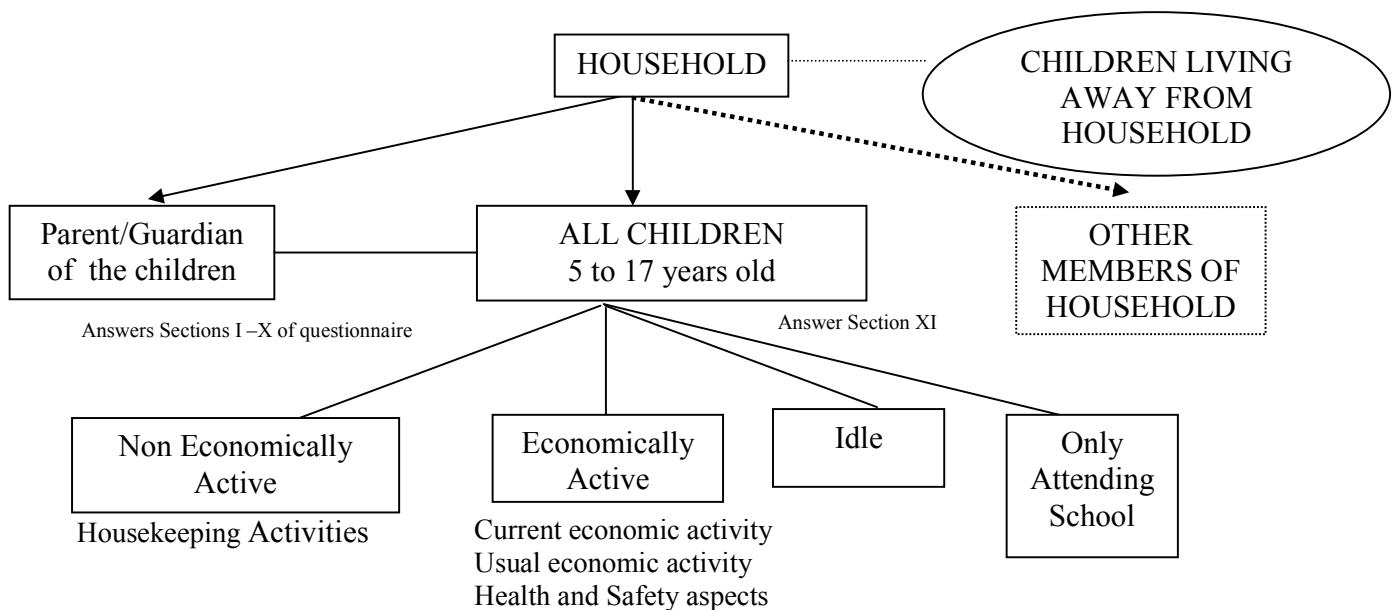 HOUSEHOLD
CHILDREN LIVING
AWAY FROM
HOUSEHOLD
Parent/Guardian
of the children
ALL CHILDREN
5 to 17 years old
OTHER
MEMBERS OF
HOUSEHOLD
Answers Sections I –X of questionnaire
Answer Section XI
Non Economically
Active
Housekeeping Activities
Economically
Active
Current economic activity
Usual economic activity
Health and Safety aspects
Idle
Only
Attending
School